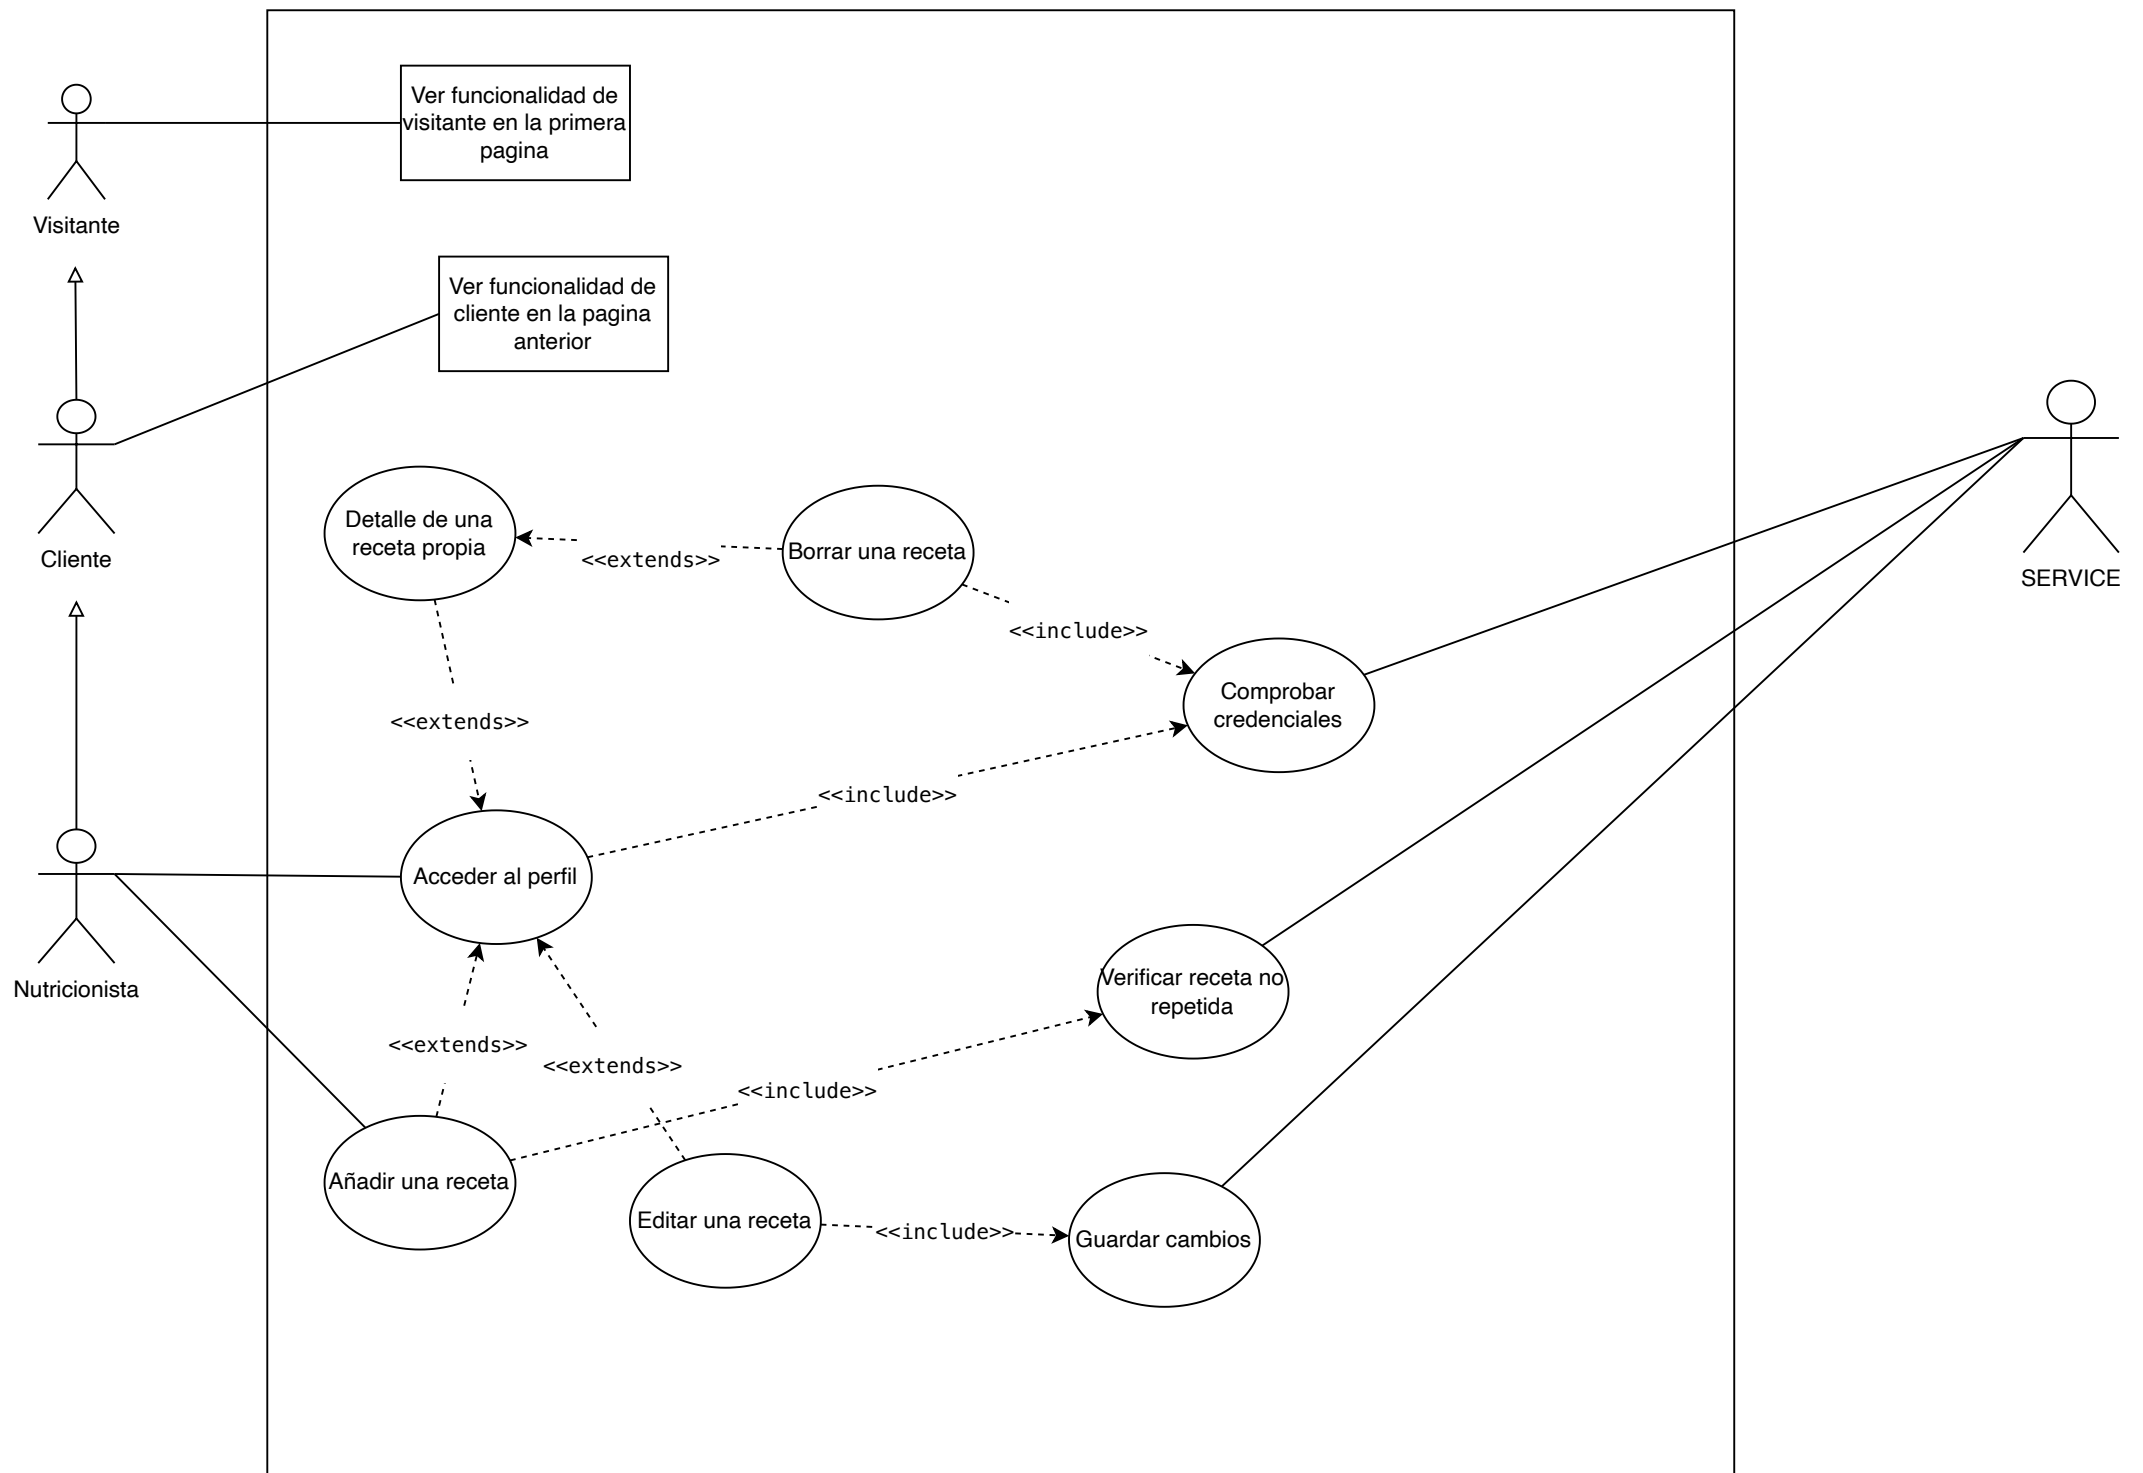 Ver funcionalidad de
visitante en la primera
pagina
Visitante
Ver funcionalidad de
cliente en la pagina
anterior
Cliente
SERVICE
Detalle de una
receta propia
<<extends>>
Borrar una receta
<<include>>
Comprobar
credenciales
<<extends>>
<<include>>
Acceder al perfil
Nutricionista
Verificar receta no
repetida
<<extends>>
<<extends>>
<<include>>
Añadir una receta
Editar una receta
<<include>>
Guardar cambios